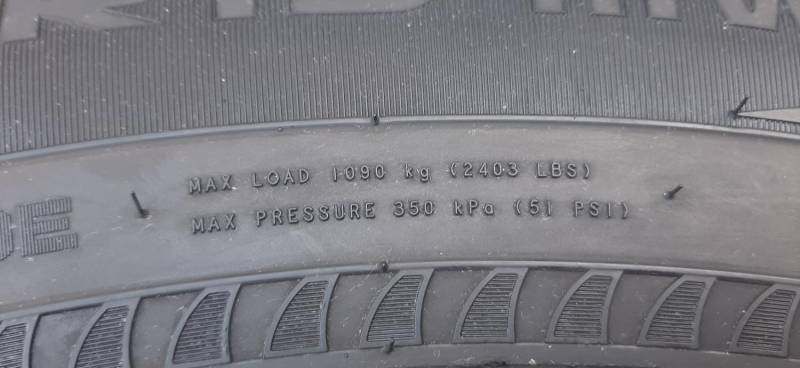 MAX LOAD 1090 kg (2403 LBS)
MAX PRESSURE 350 kPa (51 PSI)